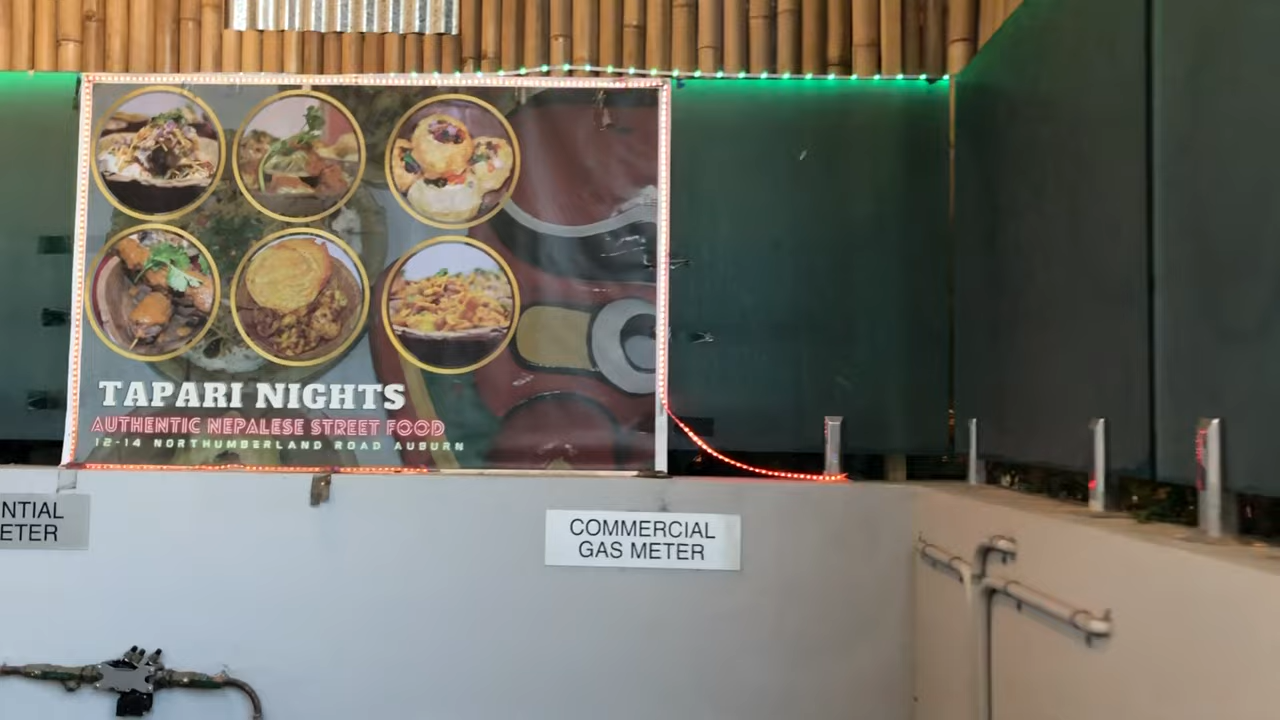 TAPARI NIGHTS
AUTHENTIC NEPALESE STREET FOOD
12-14 NORTHUMBERLAND ROAD AUBURN
NTIAL
ETER
COMMERCIAL
GAS METER